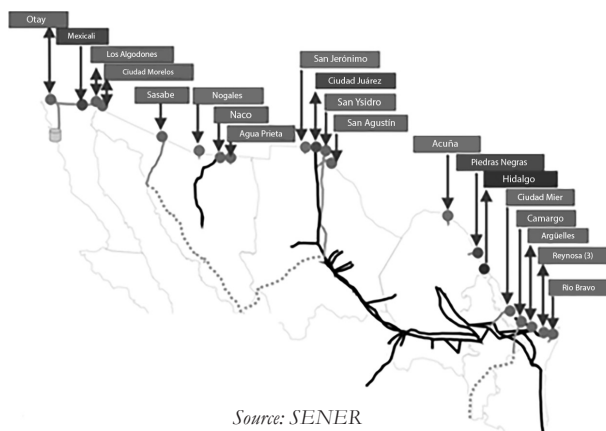 Otay
Mexicali
Los Algodones
Ciudad Morelos
Sasabe
Nogales
Naco
Agua Prieta
San Jerónimo
Ciudad Juárez
San Ysidro
San Agustín
Acuña
Piedras Negras
Hidalgo
Ciudad Mier
Camargo
Argüelles
Reynosa (3)
Río Bravo
Source: SENER